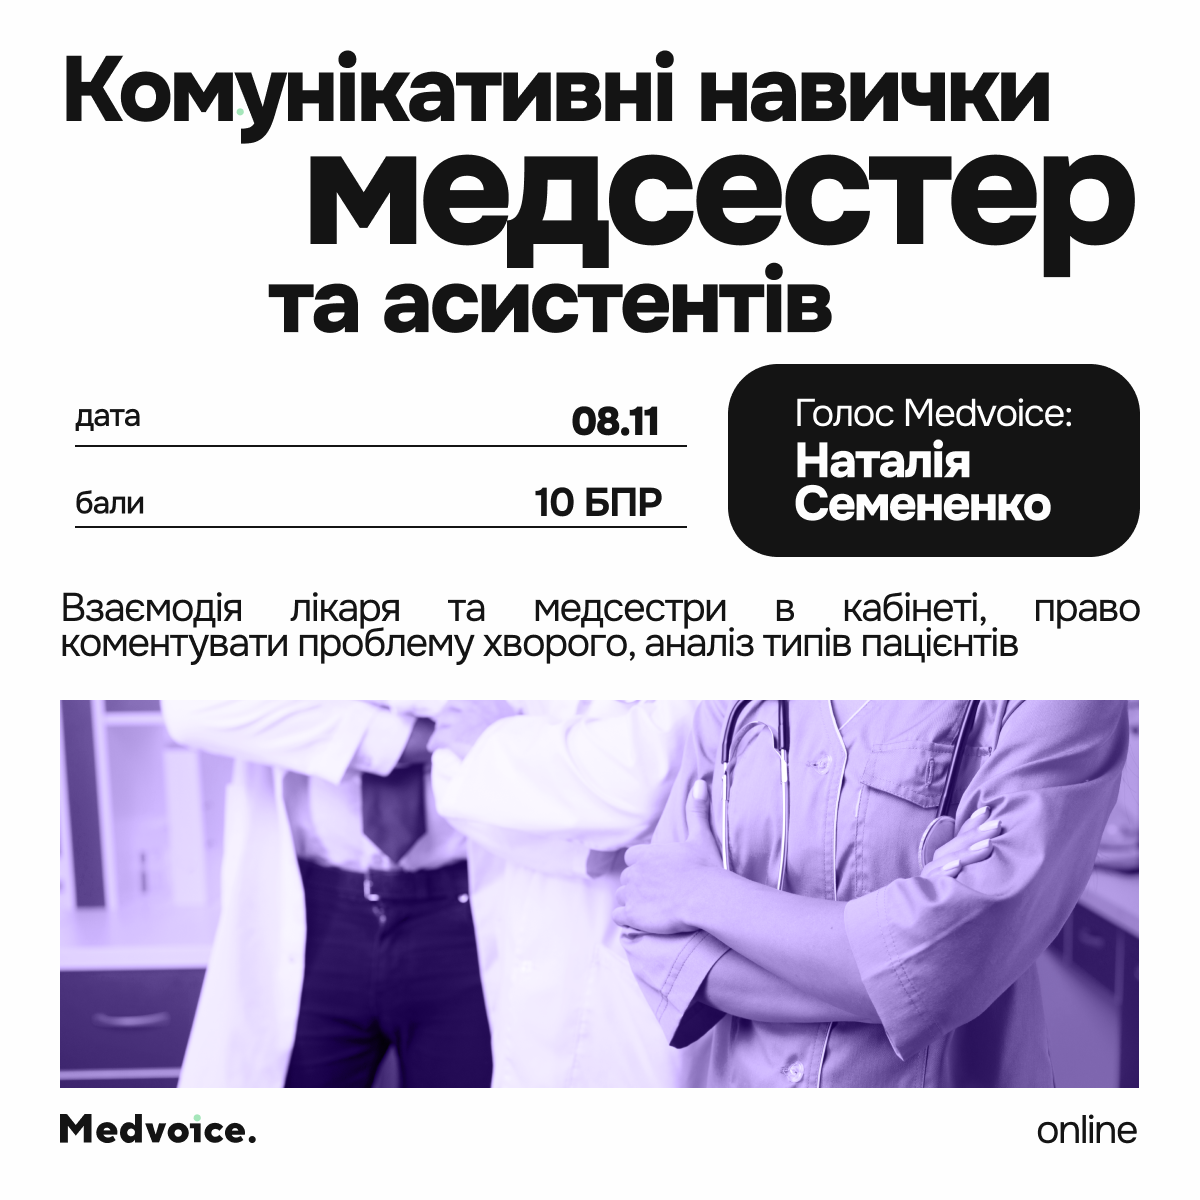 Комунікативні навички
медсестер
та асистентів
дата 08.11
бали 10 БПР
Голос Medvoice:
Наталія
Семененко
Взаємодія лікаря та медсестри в кабінеті, право
коментувати проблему хворого, аналіз типів пацієнтів
Medvoice.
online